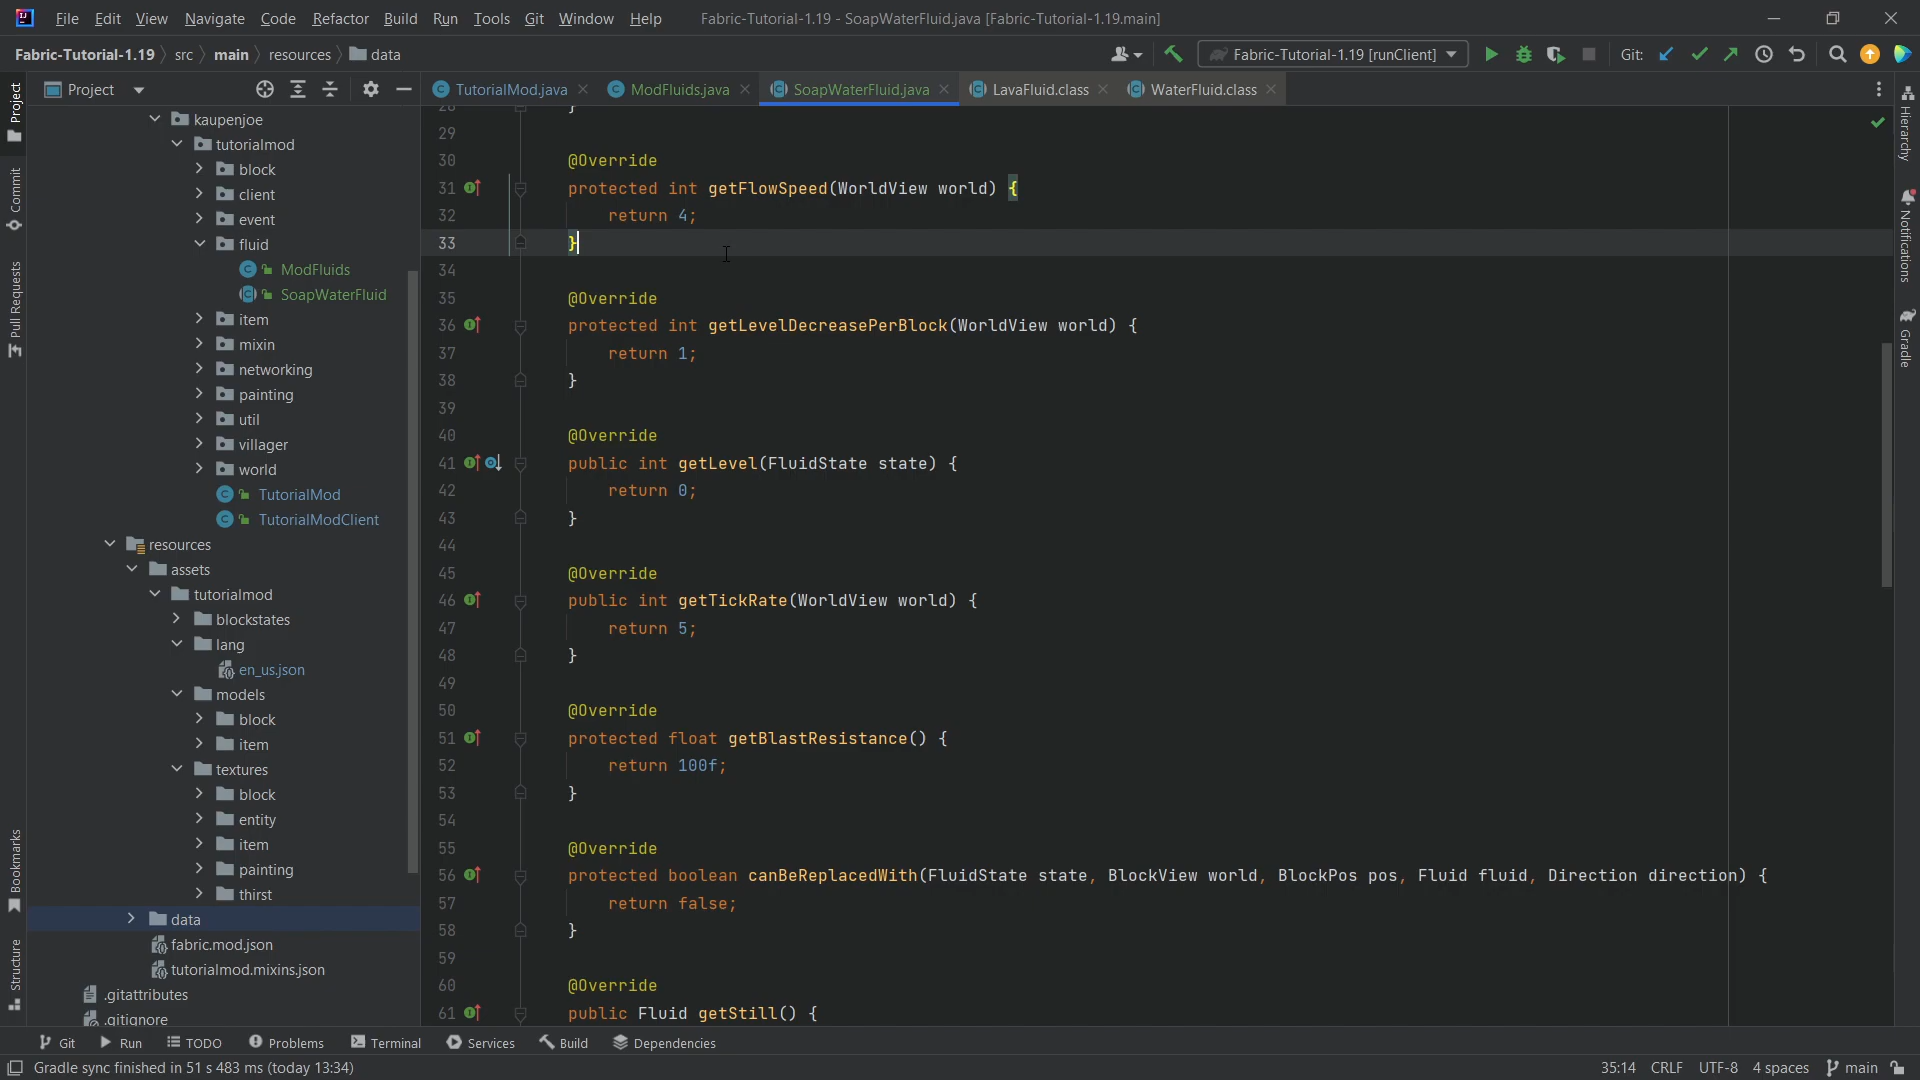 File Edit View Navigate Code Refactor Build Run Tools Git Window Help Fabric-Tutorial-1.19 - SoapWaterFluid.java [Fabric-Tutorial-1.19.main]
Fabric-Tutorial-1.19 src main resources data Fabric-Tutorial-1.19 [runClient] Git:
Project TutorialMod.java ModFluids.java SoapWaterFluid.java LavaFluid.class WaterFluid.class
Project
Commit
Pull Requests
Bookmarks
Structure
kaupenjoe
tutorialmod
block
client
event
fluid
ModFluids
SoapWaterFluid
item
mixin
networking
painting
util
villager
world
TutorialMod
TutorialModClient
resources
assets
tutorialmod
blockstates
lang
en_us.json
models
block
item
textures
block
entity
item
painting
thirst
data
fabric.mod.json
tutorialmod.mixins.json
.gitattributes
.gitignore
28 }
29
30 @Override
31 protected int getFlowSpeed(WorldView world) {
32 return 4;
33 }
34
35 @Override
36 protected int getLevelDecreasePerBlock(WorldView world) {
37 return 1;
38 }
39
40 @Override
41 public int getLevel(FluidState state) {
42 return 0;
43 }
44
45 @Override
46 public int getTickRate(WorldView world) {
47 return 5;
48 }
49
50 @Override
51 protected float getBlastResistance() {
52 return 100f;
53 }
54
55 @Override
56 protected boolean canBeReplacedWith(FluidState state, BlockView world, BlockPos pos, Fluid fluid, Direction direction) {
57 return false;
58 }
59
60 @Override
61 public Fluid getStill() {
Hierarchy
Notifications
Gradle
Git Run TODO Problems Terminal Services Build Dependencies
Gradle sync finished in 51 s 483 ms (today 13:34) 35:14 CRLF UTF-8 4 spaces main